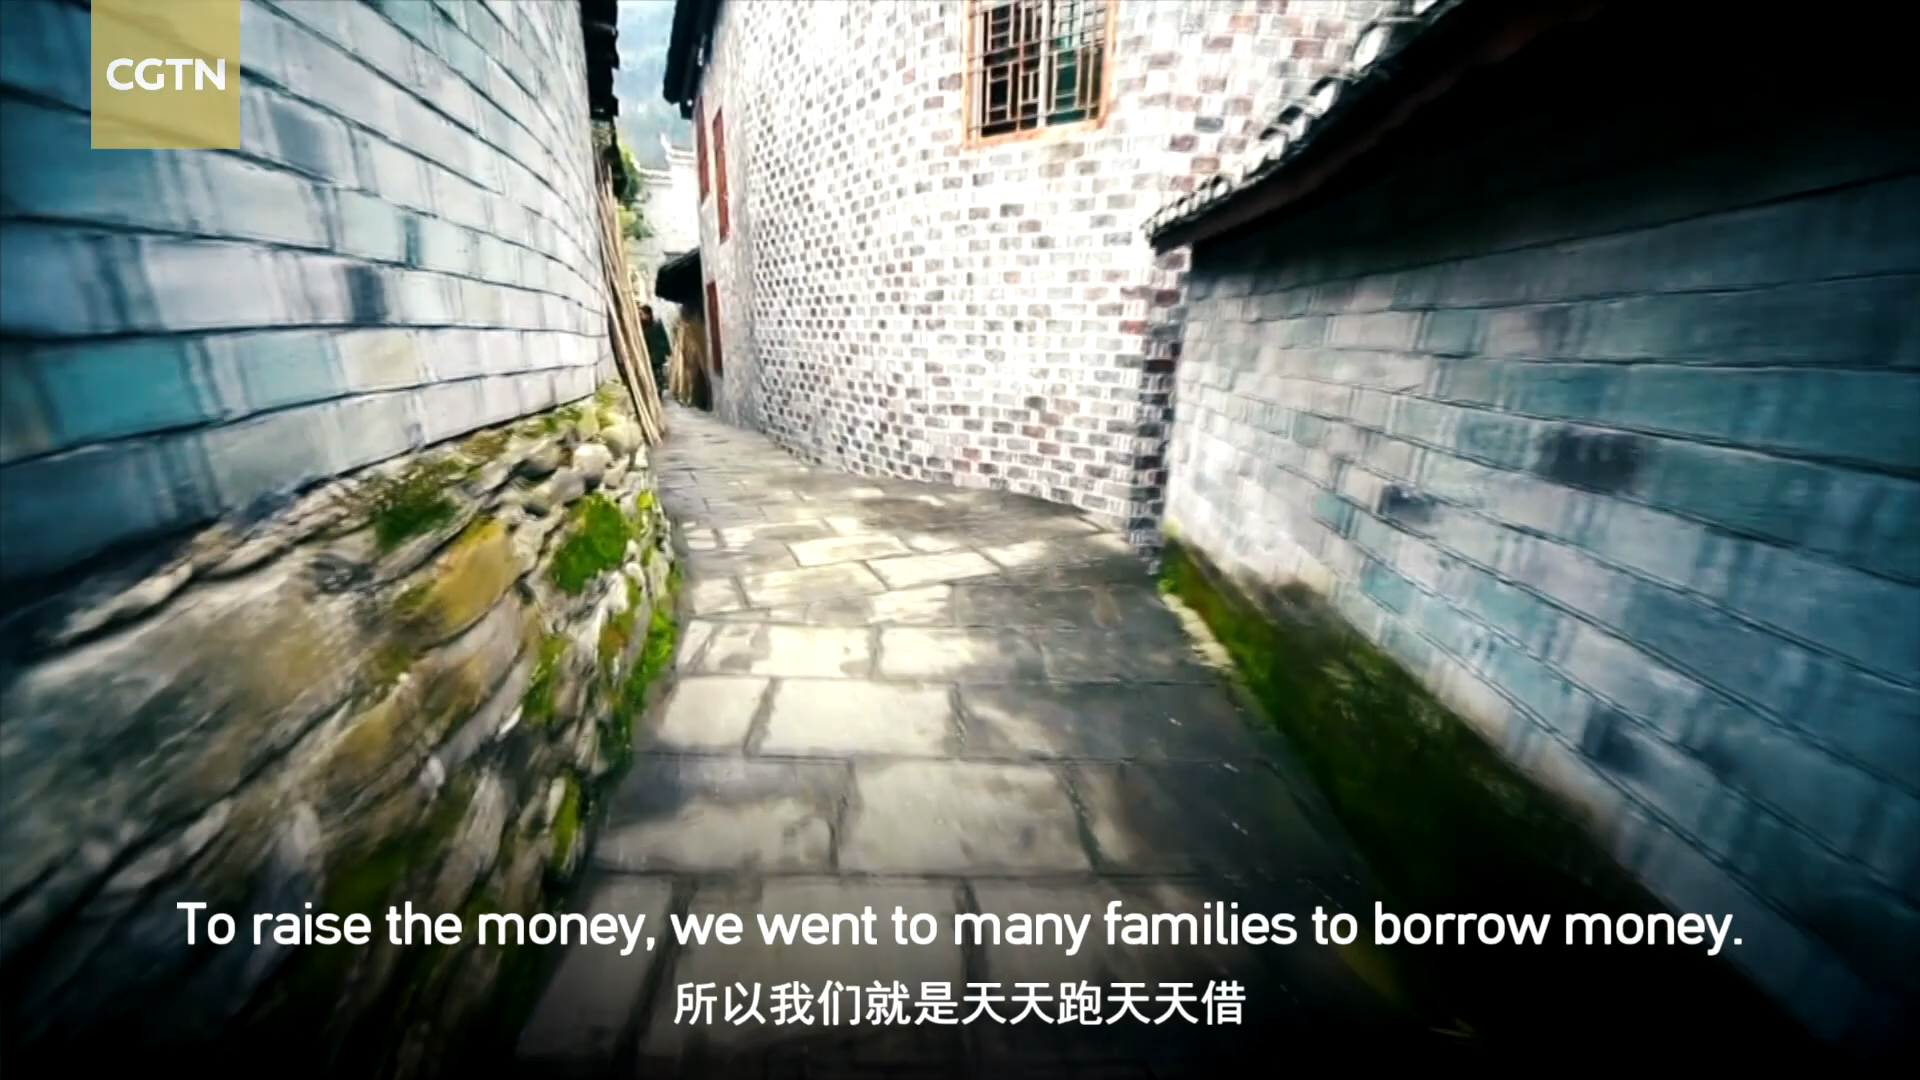 CGTN
To raise the money, we went to many families to borrow money.
所以我们就是天天跑天天借